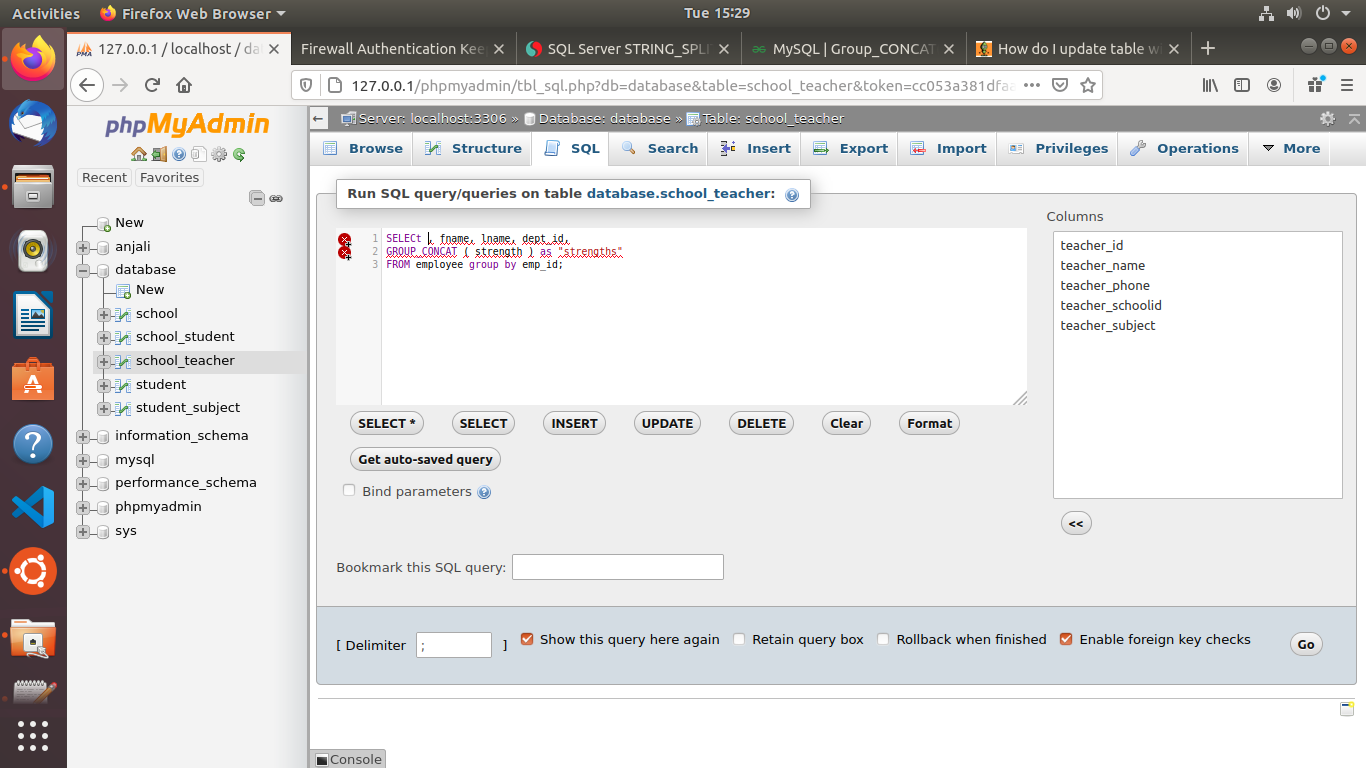 Activities
Firefox Web Browser
Tue 15:29
127.0.0.1 / localhost / dat
Firewall Authentication Kee
SQL Server STRING_SPLI
MySQL | Group_CONCAT
How do I update table w
127.0.0.1/phpmyadmin/tbl_sql.php?db=database&table=school_teacher&token=cc053a381dfaa
phpMyAdmin
Recent
Favorites
New
anjali
database
New
school
school_student
school_teacher
student
student_subject
information_schema
mysql
performance_schema
phpmyadmin
sys
Server: localhost:3306 » Database: database » Table: school_teacher
Browse
Structure
SQL
Search
Insert
Export
Import
Privileges
Operations
More
Run SQL query/queries on table database.school_teacher:
1 SELECt , fname, lname, dept_id,
2 GROUP_CONCAT ( strength ) as "strengths"
3 FROM employee group by emp_id;
Columns
teacher_id
teacher_name
teacher_phone
teacher_schoolid
teacher_subject
SELECT *
SELECT
INSERT
UPDATE
DELETE
Clear
Format
Get auto-saved query
Bind parameters
<<
Bookmark this SQL query:
[ Delimiter ; ]
Show this query here again
Retain query box
Rollback when finished
Enable foreign key checks
Go
Console